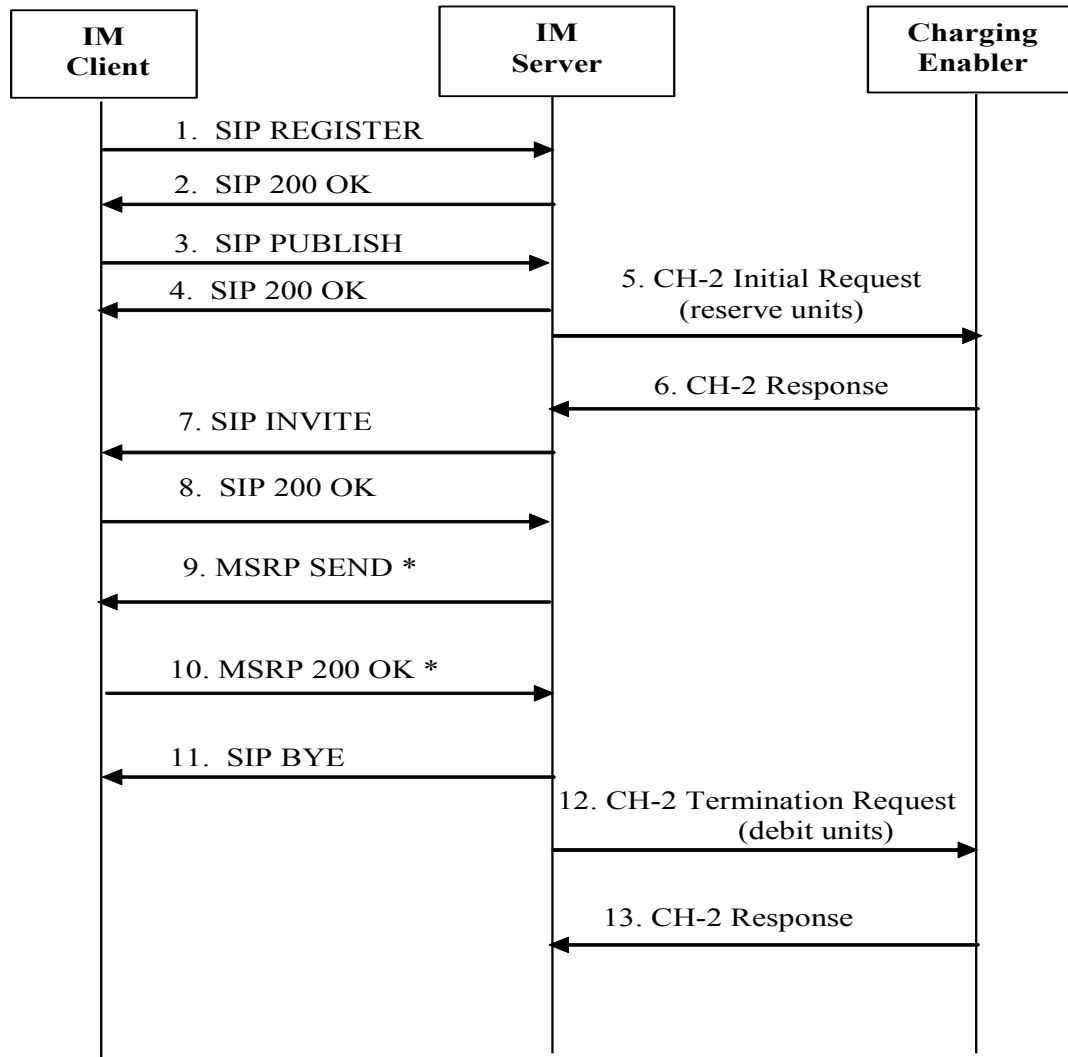 IM
Client
IM
Server
Charging
Enabler
1. SIP REGISTER
2. SIP 200 OK
3. SIP PUBLISH
4. SIP 200 OK
5. CH-2 Initial Request
(reserve units)
6. CH-2 Response
7. SIP INVITE
8. SIP 200 OK
9. MSRP SEND *
10. MSRP 200 OK *
11. SIP BYE
12. CH-2 Termination Request
(debit units)
13. CH-2 Response